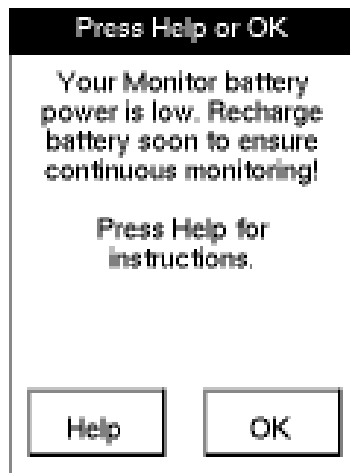 Press Help or OK
Your Monitor battery
power is low. Recharge
battery soon to ensure
continuous monitoring!
Press Help for
instructions.
Help
OK